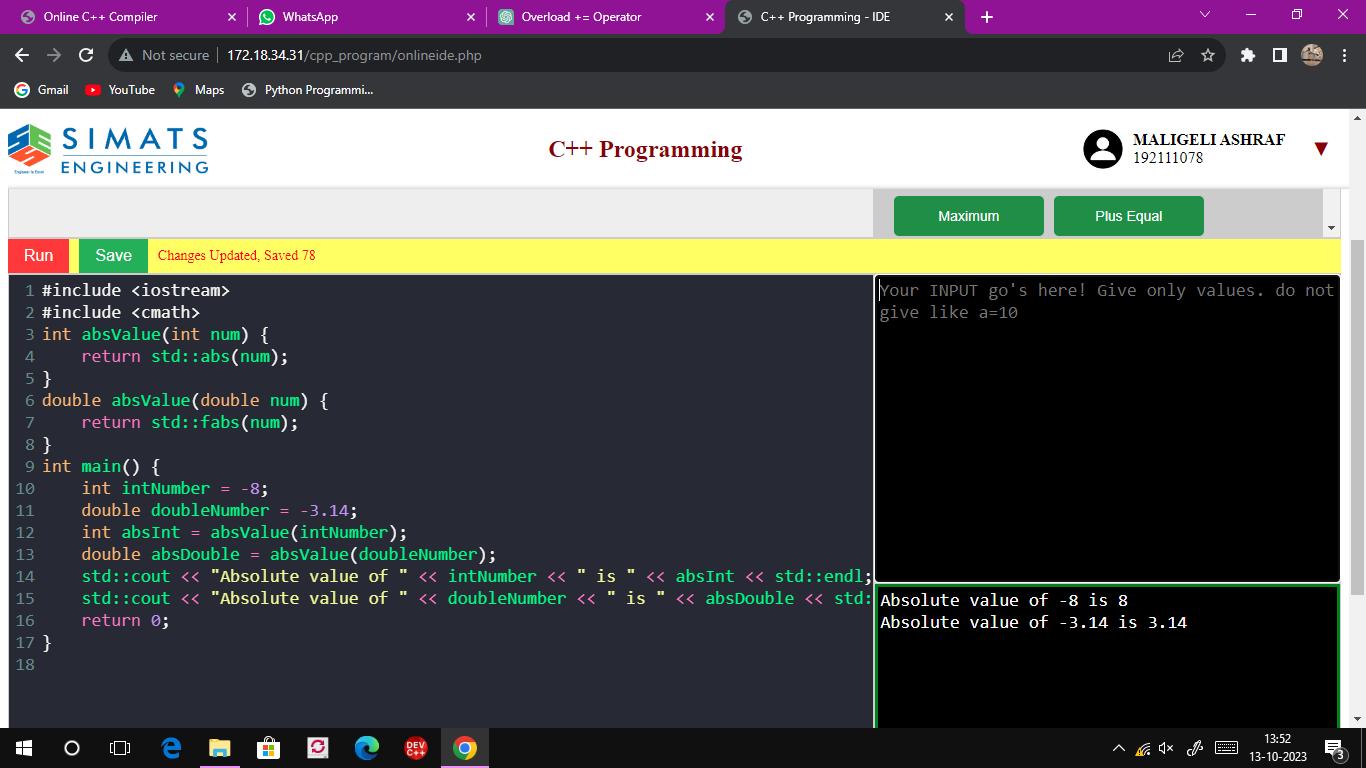 Online C++ Compiler
WhatsApp
Overload += Operator
C++ Programming - IDE
Not secure
172.18.34.31/cpp_program/onlineide.php
Gmail
YouTube
Maps
Python Programmi...
SIMATS
ENGINEERING
Engineer to Excel
C++ Programming
MALIGELI ASHRAF
192111078
Maximum
Plus Equal
Run
Save
Changes Updated, Saved 78
1 #include <iostream>
2 #include <cmath>
3 int absValue(int num) {
4     return std::abs(num);
5 }
6 double absValue(double num) {
7     return std::fabs(num);
8 }
9 int main() {
10     int intNumber = -8;
11     double doubleNumber = -3.14;
12     int absInt = absValue(intNumber);
13     double absDouble = absValue(doubleNumber);
14     std::cout << "Absolute value of " << intNumber << " is " << absInt << std::endl;
15     std::cout << "Absolute value of " << doubleNumber << " is " << absDouble << std:
16     return 0;
17 }
18
Your INPUT go's here! Give only values. do not
give like a=10
Absolute value of -8 is 8
Absolute value of -3.14 is 3.14
DEV
C++
13:52
13-10-2023
3